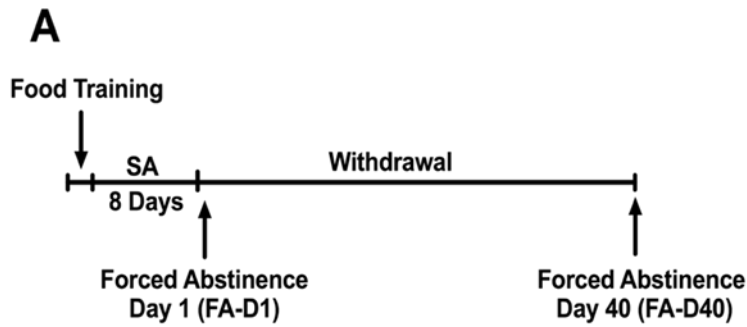 A
Food Training
SA
Withdrawal
8 Days
Forced Abstinence
Day 1 (FA-D1)
Forced Abstinence
Day 40 (FA-D40)